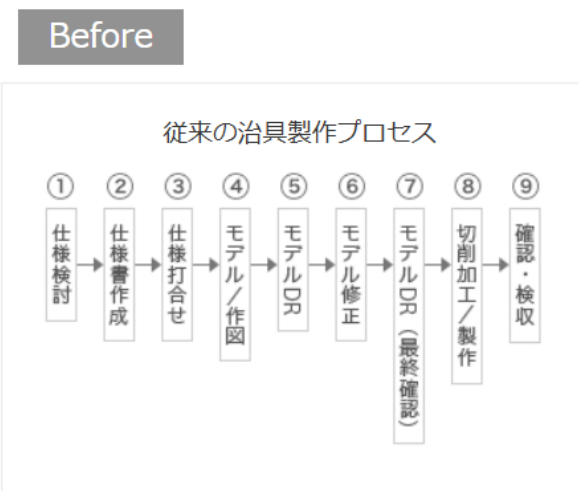 Before
従来の治具製作プロセス
①
仕様検討
②
仕様書作成
③
仕様打合せ
④
モデル/作図
⑤
モデルDR
⑥
モデル修正
⑦
モデルDR(最終確認)
⑧
切削加工/製作
⑨
確認・検収